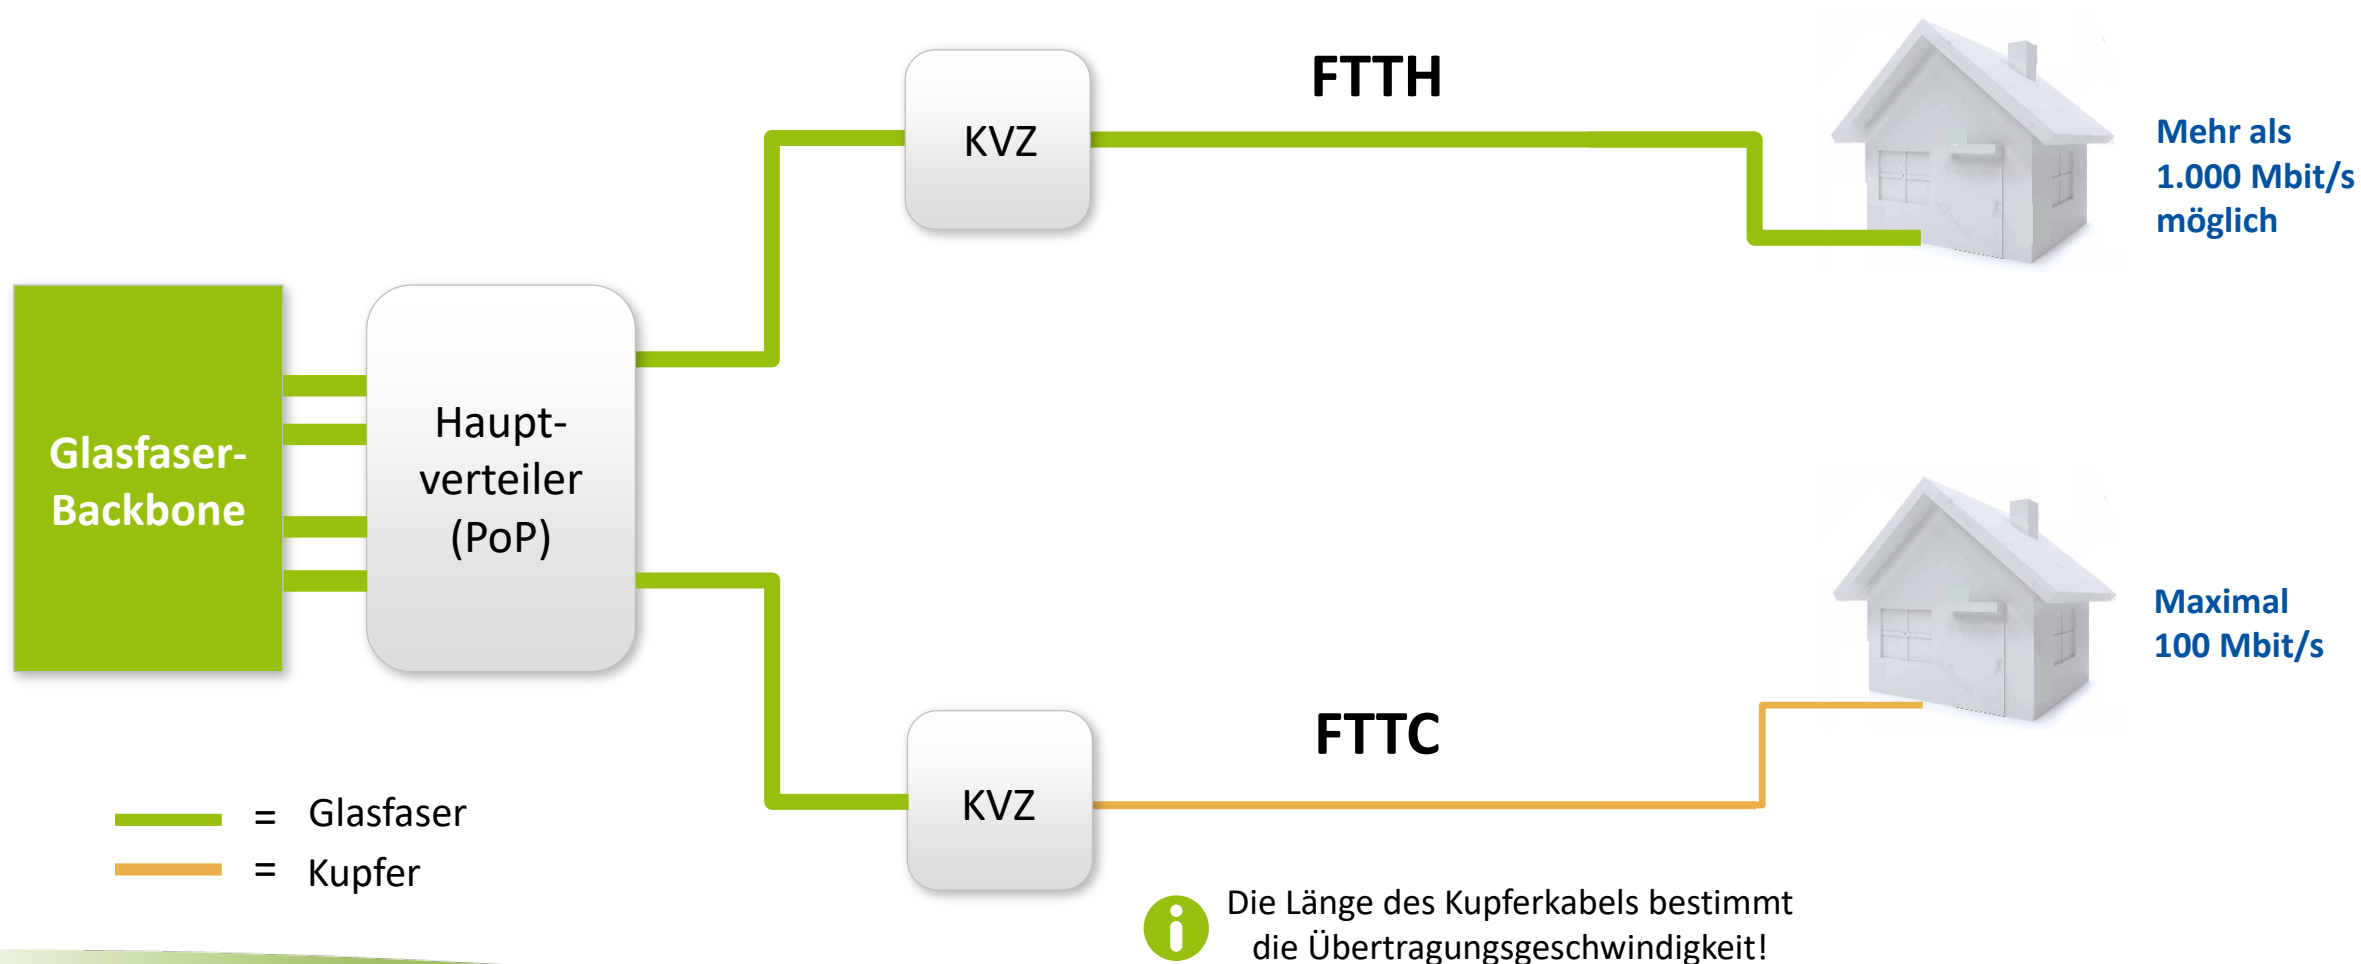 FTTH
KVZ
Mehr als
1.000 Mbit/s
möglich
Glasfaser-
Backbone
Haupt-
verteiler
(PoP)
Maximal
100 Mbit/s
FTTC
KVZ
= Glasfaser
= Kupfer
Die Länge des Kupferkabels bestimmt
die Übertragungsgeschwindigkeit!